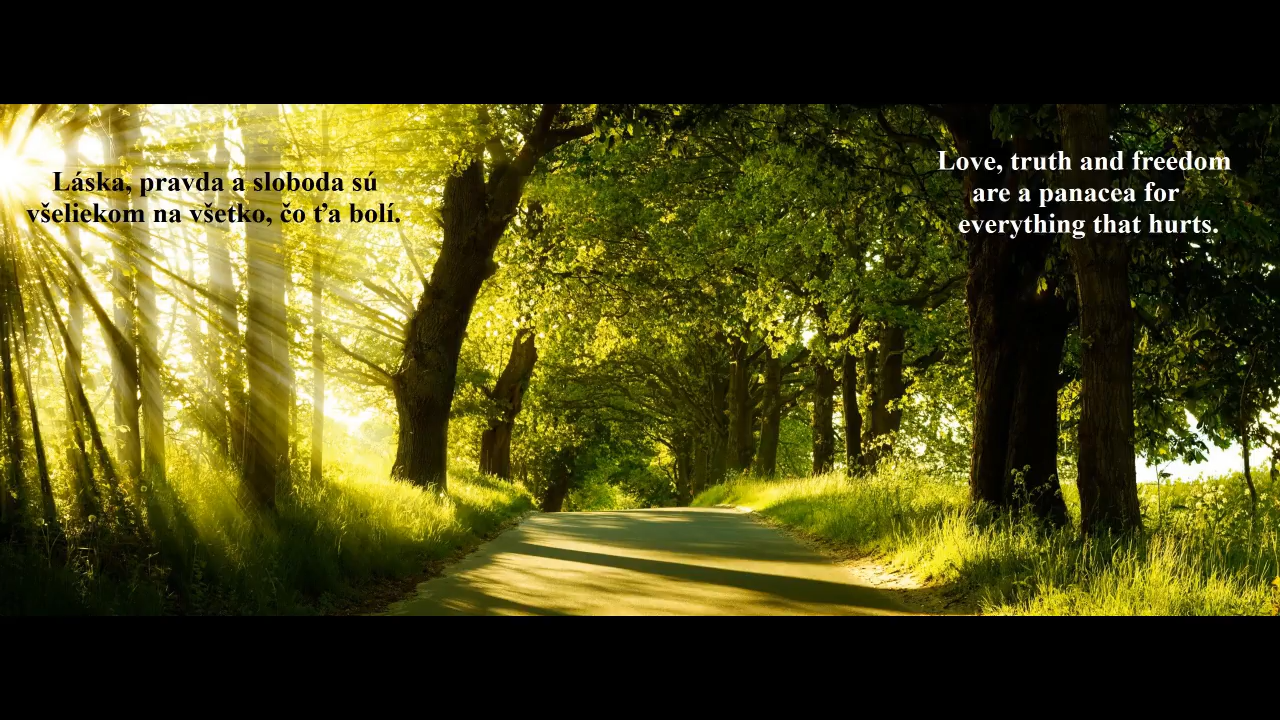 Láska, pravda a sloboda sú
všeliekom na všetko, čo ťa bolí.
Love, truth and freedom
are a panacea for
everything that hurts.